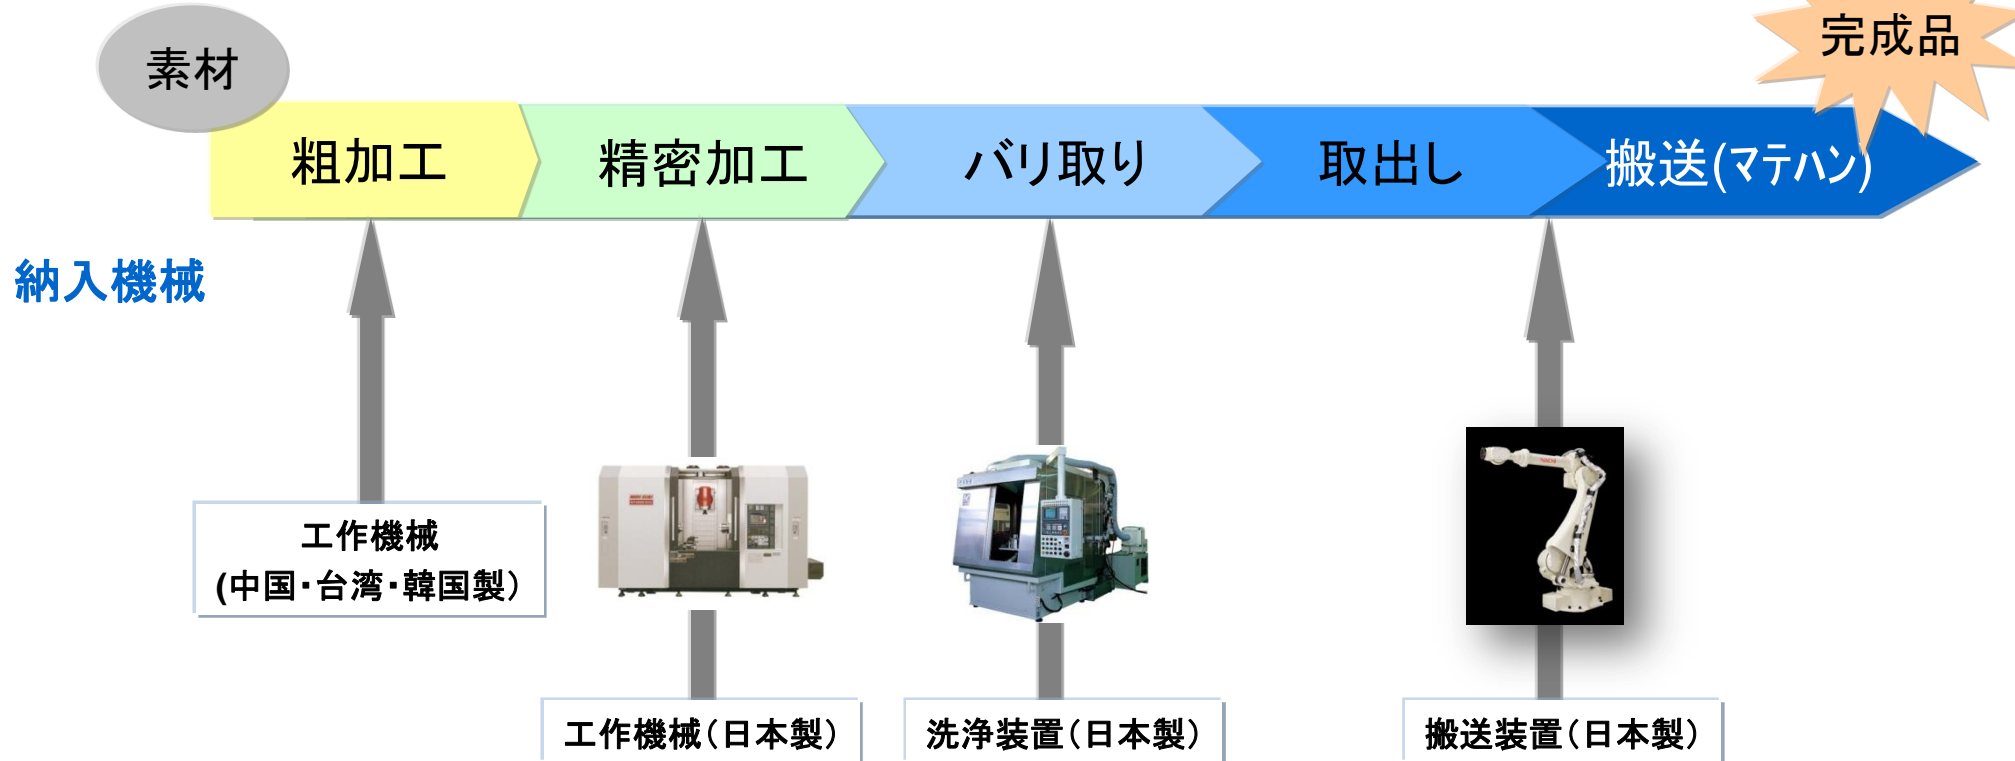 素材
完成品
粗加工
精密加工
バリ取り
取出し
搬送(マテハン)
納入機械
工作機械
(中国・台湾・韓国製)
工作機械(日本製)
洗浄装置(日本製)
搬送装置(日本製)